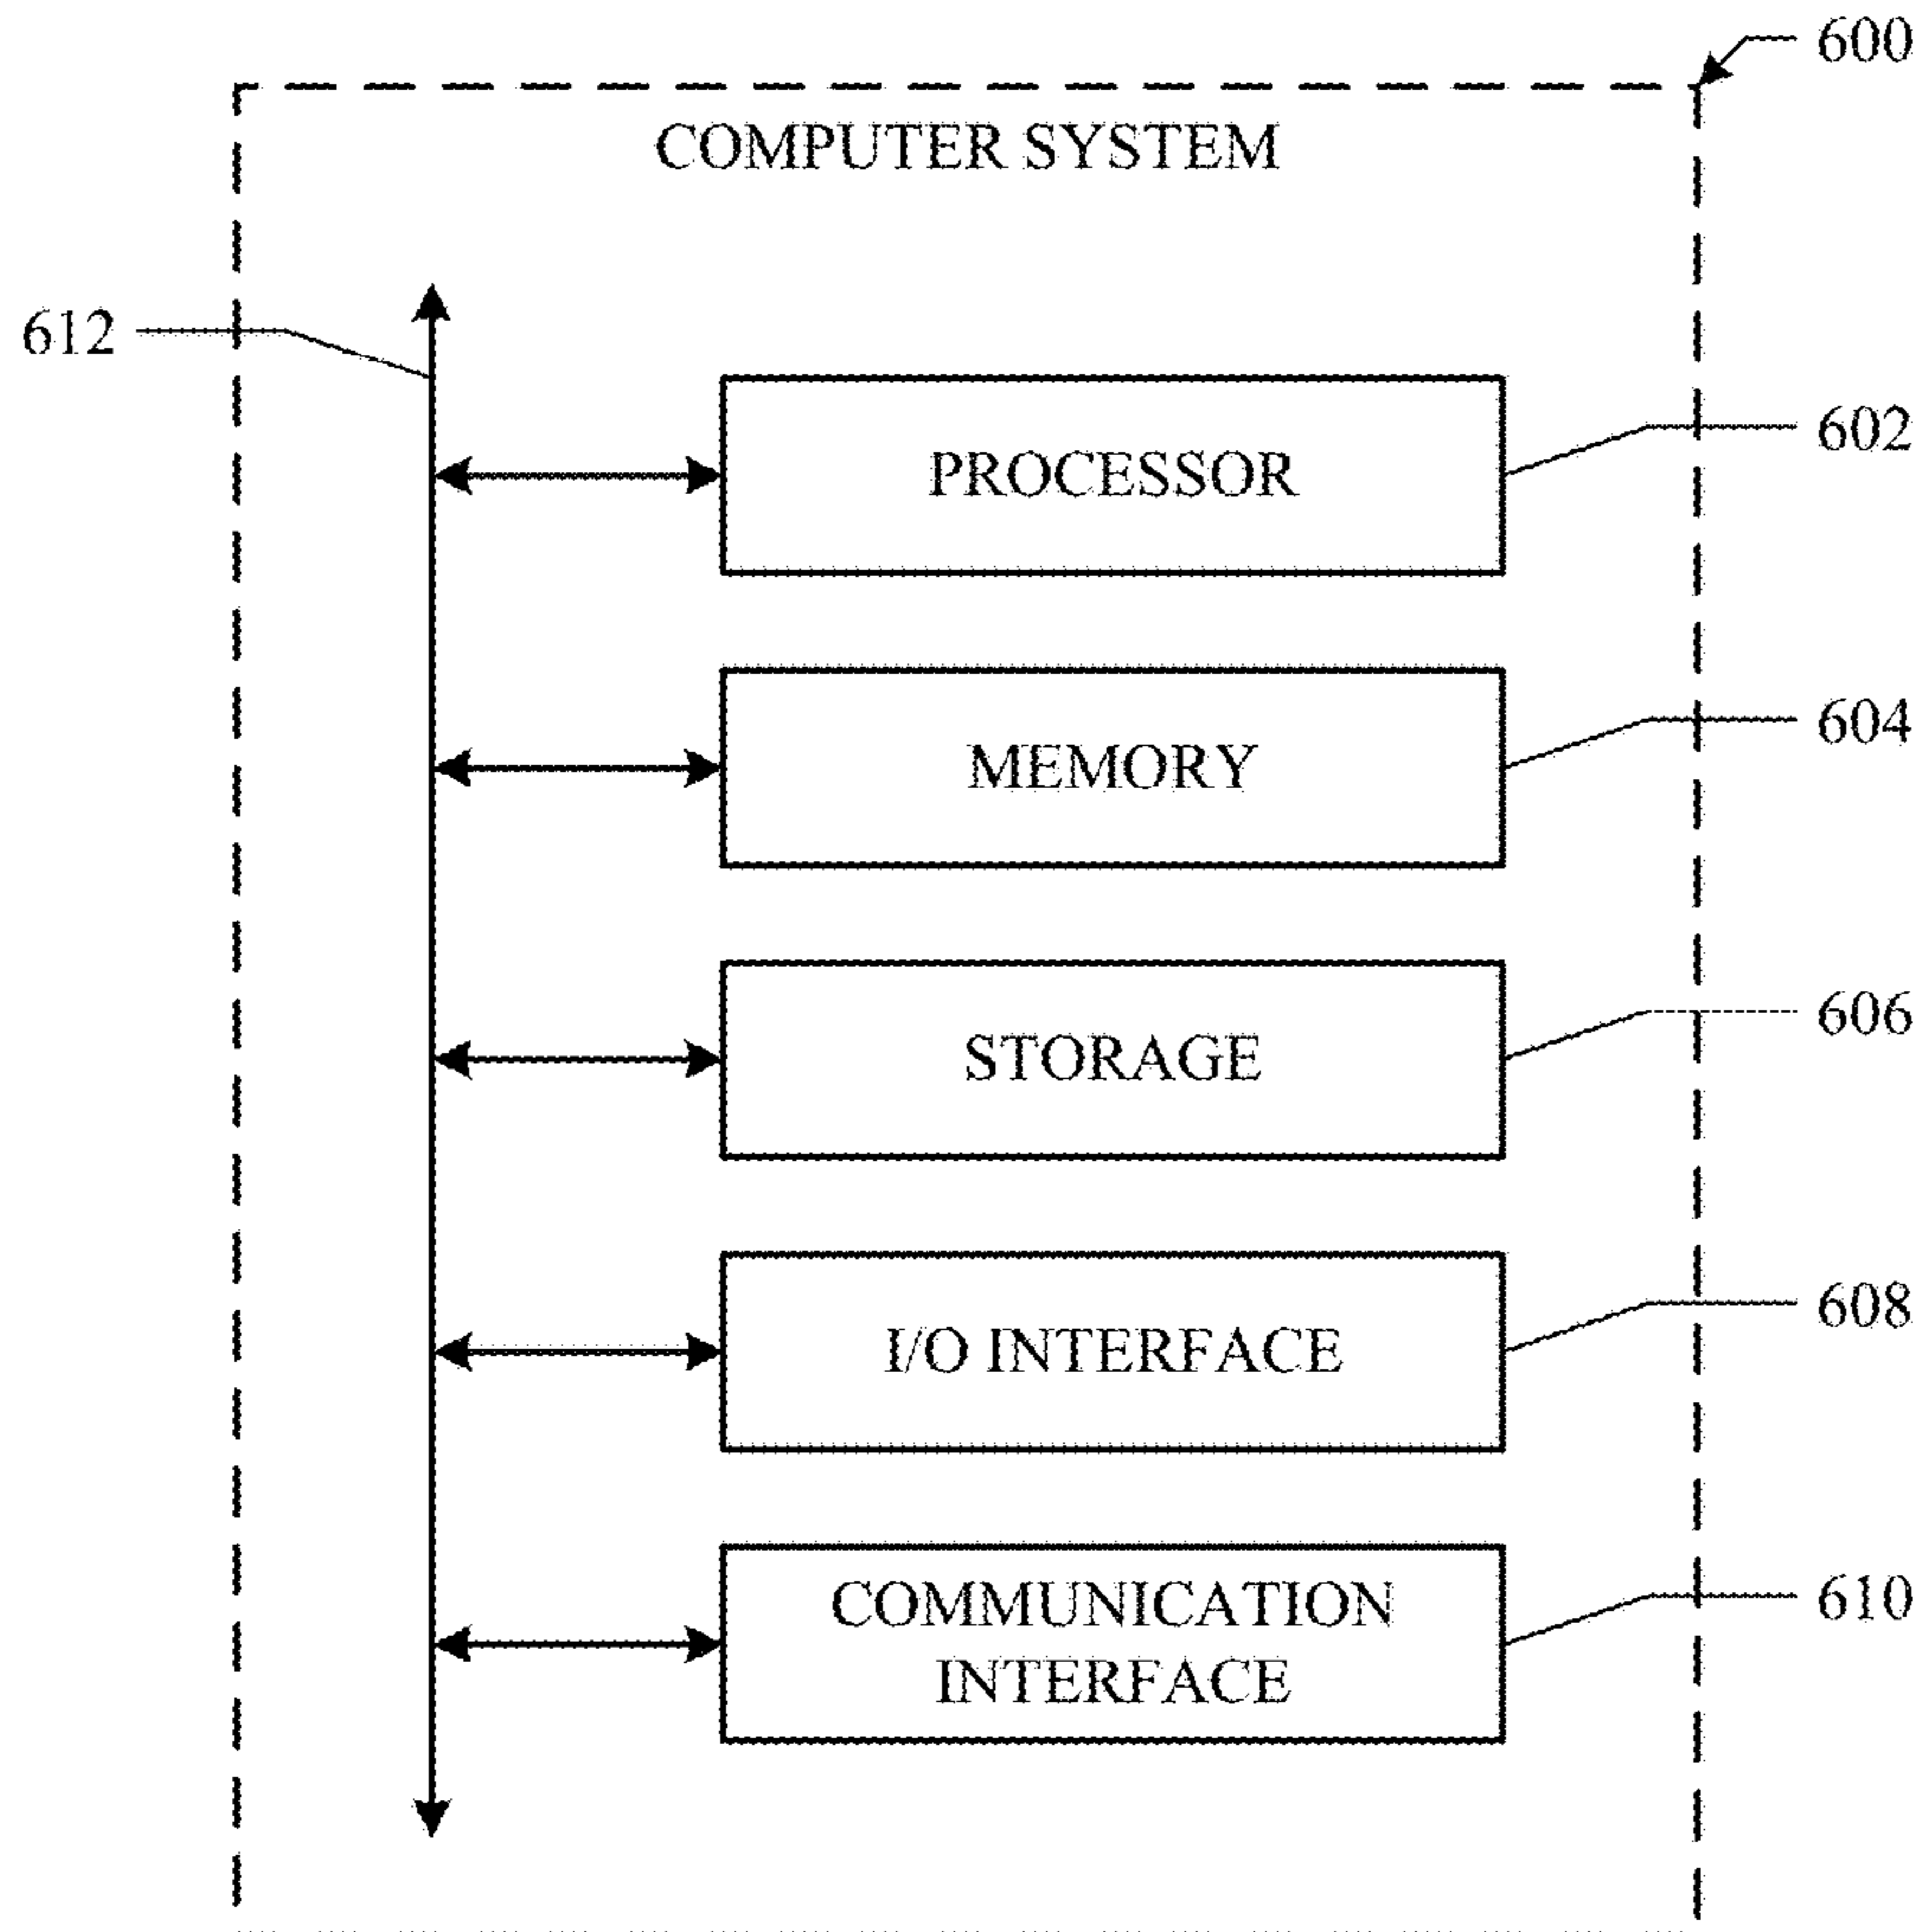 600
COMPUTER SYSTEM
612
PROCESSOR
602
MEMORY
604
STORAGE
606
I/O INTERFACE
608
COMMUNICATION
INTERFACE
610